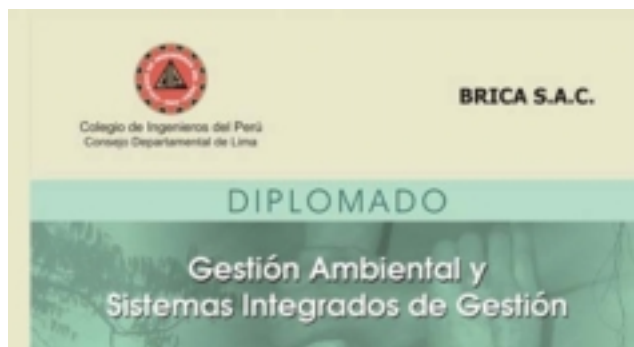 Colegio de Ingenieros del Perú
Consejo Departamental de Lima
BRICA S.A.C.
DIPLOMADO
Gestión Ambiental y
Sistemas Integrados de Gestión